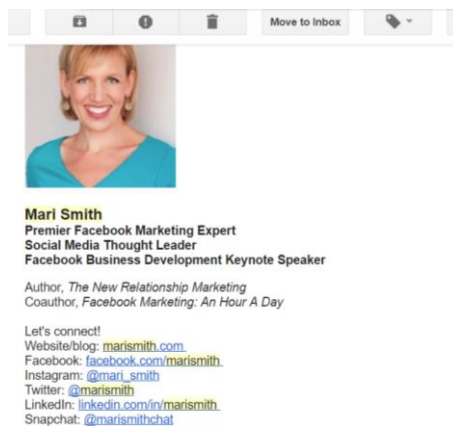 Move to Inbox
Mari Smith
Premier Facebook Marketing Expert
Social Media Thought Leader
Facebook Business Development Keynote Speaker
Author, The New Relationship Marketing
Coauthor, Facebook Marketing: An Hour A Day
Let's connect!
Website/blog: marismith.com
Facebook: facebook.com/marismith
Instagram: @mari_smith
Twitter: @marismith
LinkedIn: linkedin.com/in/marismith
Snapchat: @marismithchat